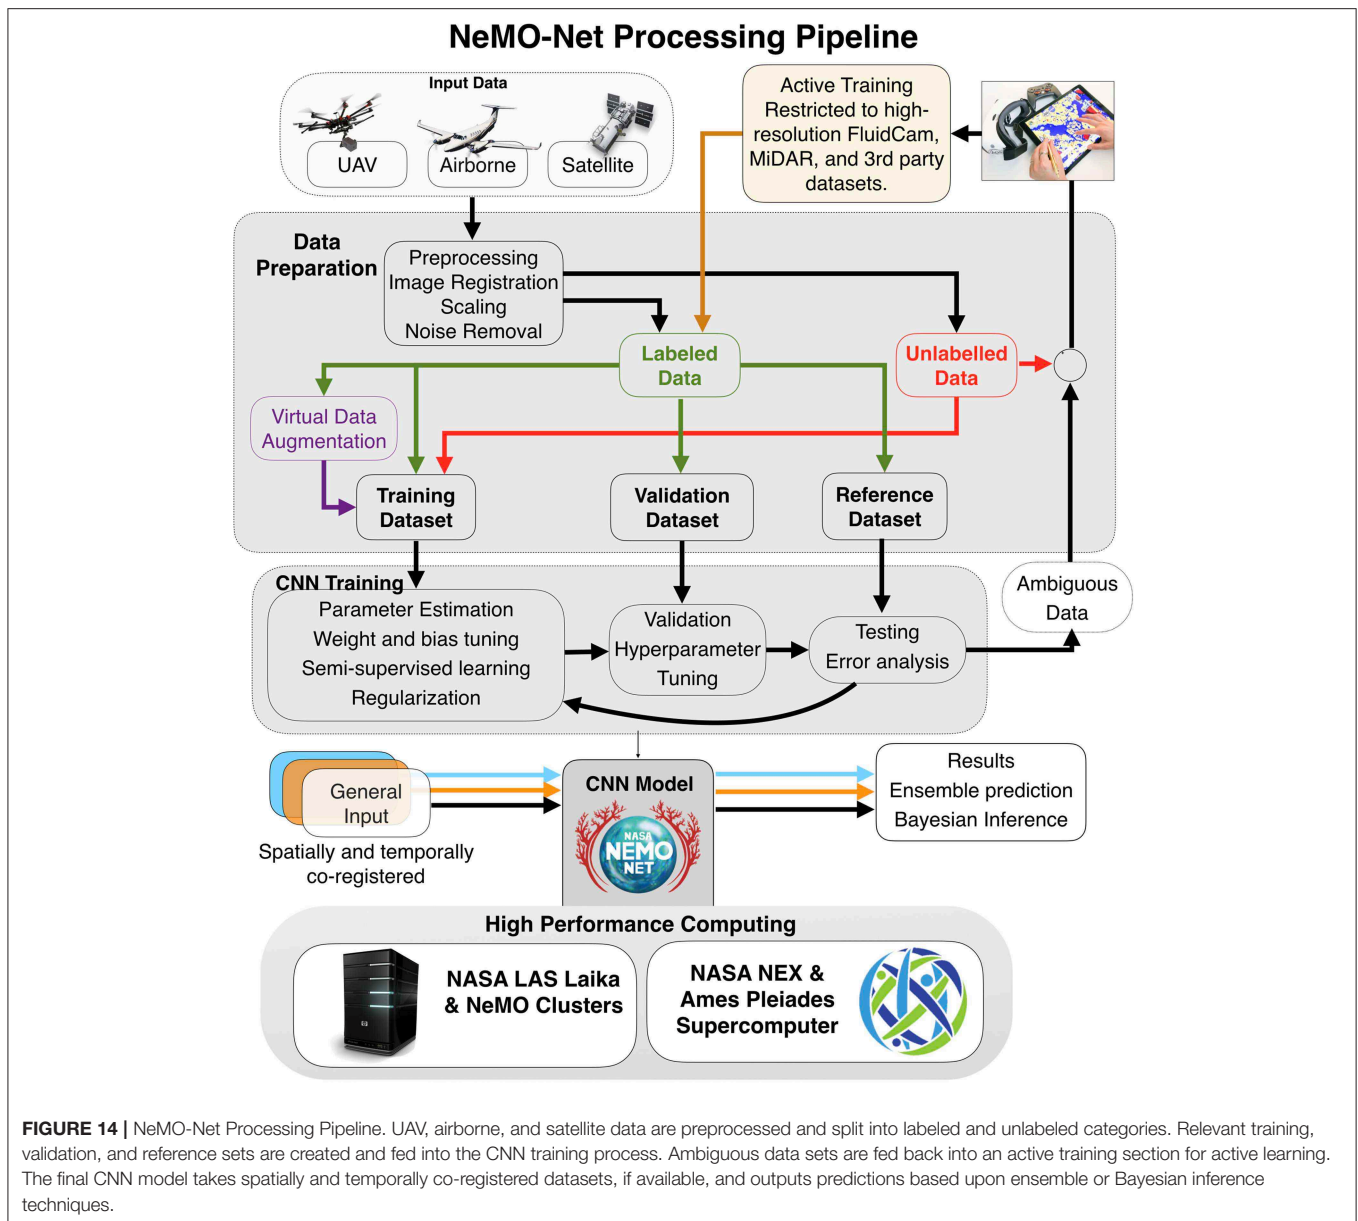 NeMO-Net Processing Pipeline
Input Data
UAV
Airborne
Satellite
Active Training
Restricted to high-
resolution FluidCam,
MiDAR, and 3rd party
datasets.
Data
Preparation
Preprocessing
Image Registration
Scaling
Noise Removal
Labeled
Data
Unlabelled
Data
Virtual Data
Augmentation
Training
Dataset
Validation
Dataset
Reference
Dataset
CNN Training
Parameter Estimation
Weight and bias tuning
Semi-supervised learning
Regularization
Validation
Hyperparameter
Tuning
Testing
Error analysis
Ambiguous
Data
General
Input
Spatially and temporally
co-registered
CNN Model
NASA
NEMO
NET
Results
Ensemble prediction
Bayesian Inference
High Performance Computing
NASA LAS Laika
& NeMO Clusters
NASA NEX &
Ames Pleiades
Supercomputer
FIGURE 14 | NeMO-Net Processing Pipeline. UAV, airborne, and satellite data are preprocessed and split into labeled and unlabeled categories. Relevant training,
validation, and reference sets are created and fed into the CNN training process. Ambiguous data sets are fed back into an active training section for active learning.
The final CNN model takes spatially and temporally co-registered datasets, if available, and outputs predictions based upon ensemble or Bayesian inference
techniques.